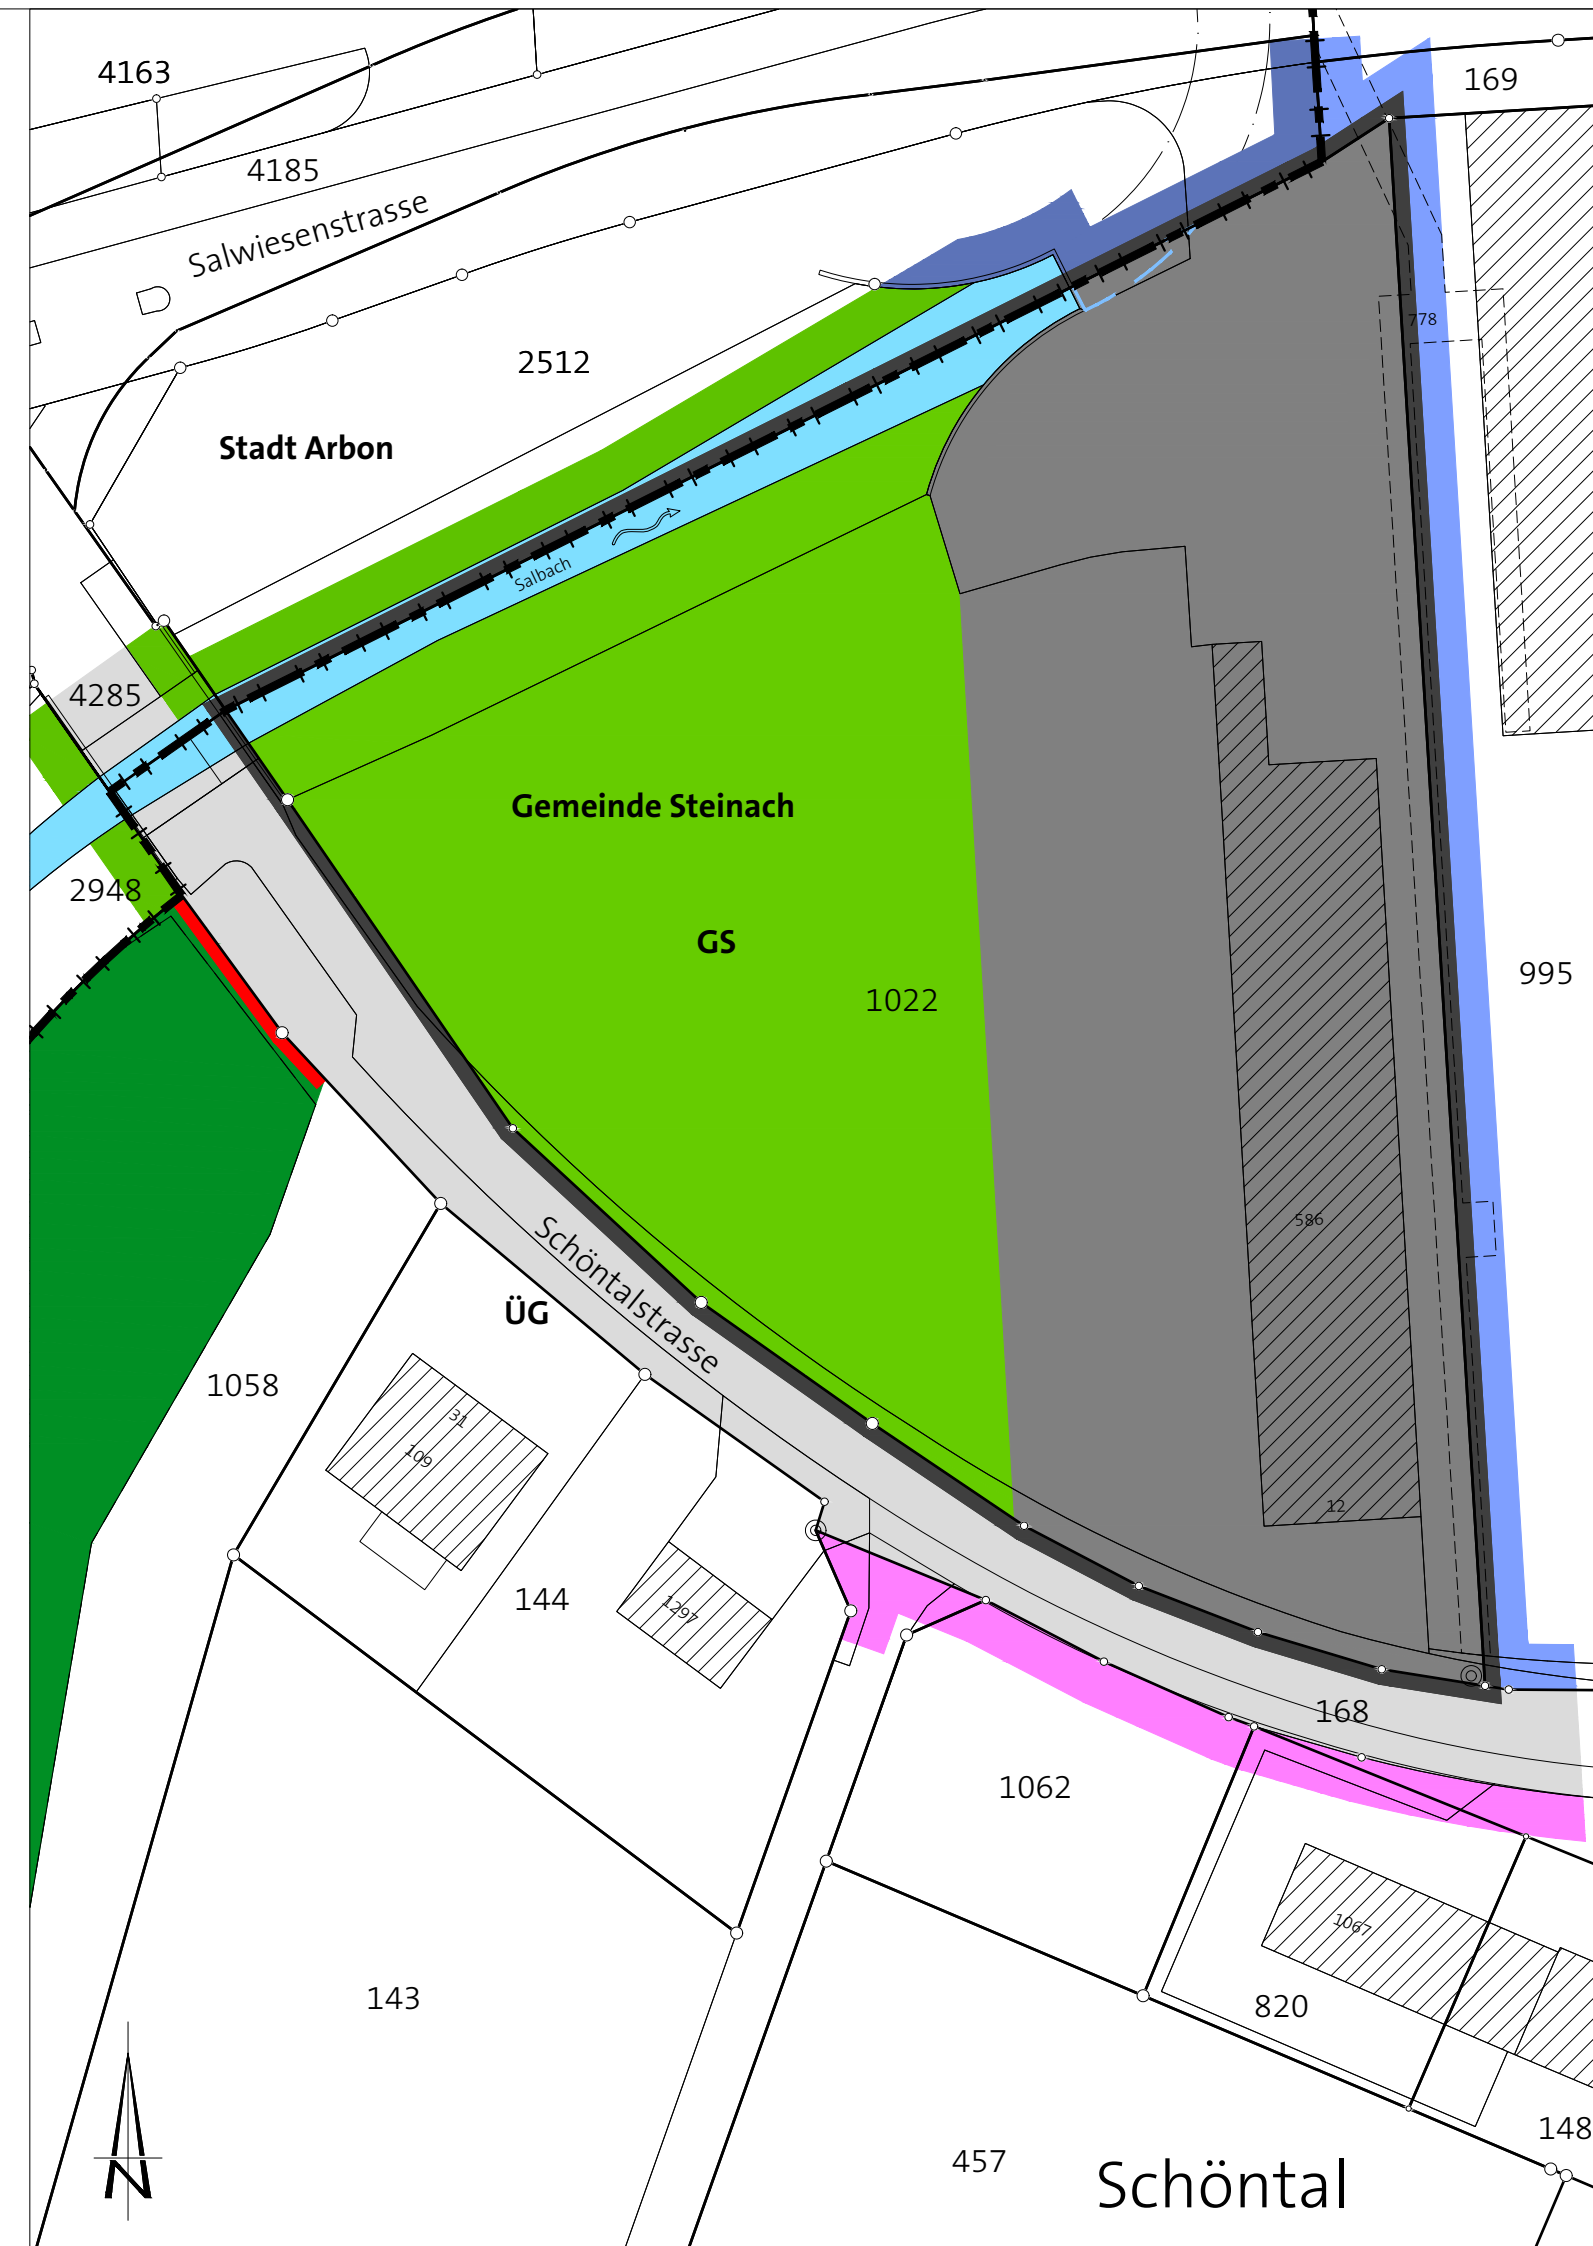 4163
169
4185
Salwiesenstrasse
778
2512
Stadt Arbon
Salbach
4285
Gemeinde Steinach
2948
GS
995
1022
586
Schöntalstrasse
ÜG
1058
31
109
12
144
1297
168
1062
1067
143
820
148
457
Schöntal
N